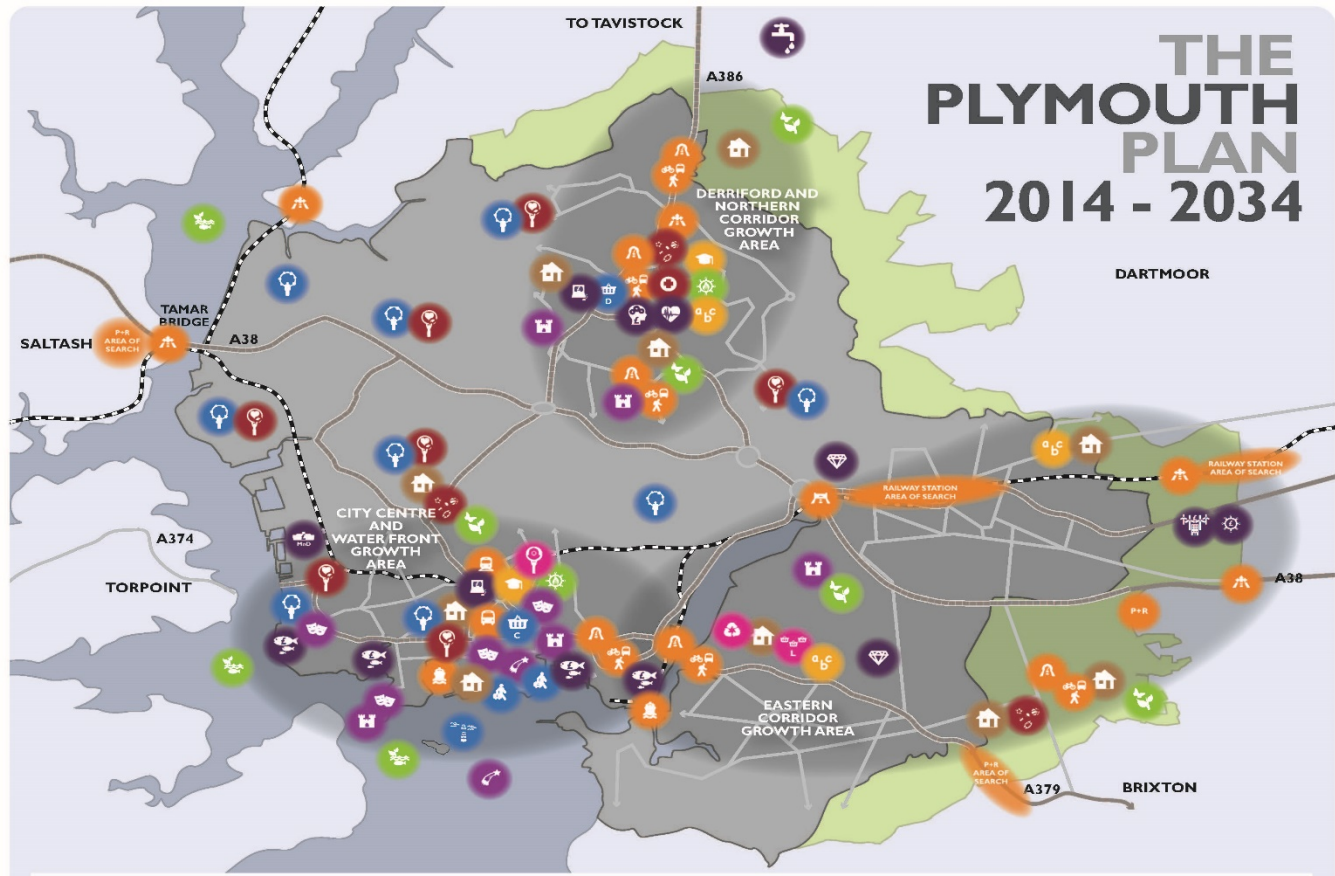 TO TAVISTOCK
THE
PLYMOUTH
PLAN
2014 - 2034
A386
DERRIFORD AND
NORTHERN
CORRIDOR
GROWTH
AREA
DARTMOOR
TAMAR
BRIDGE
SALTASH
P+R
AREA OF
SEARCH
A38
D
a b c
a b c
RAILWAY STATION
AREA OF SEARCH
RAILWAY STATION
AREA OF SEARCH
CITY CENTRE
AND
WATER FRONT
GROWTH
AREA
MoD
A374
TORPOINT
A38
P+R
C
L
a b c
EASTERN
CORRIDOR
GROWTH AREA
P+R
AREA OF
SEARCH
A379
BRIXTON